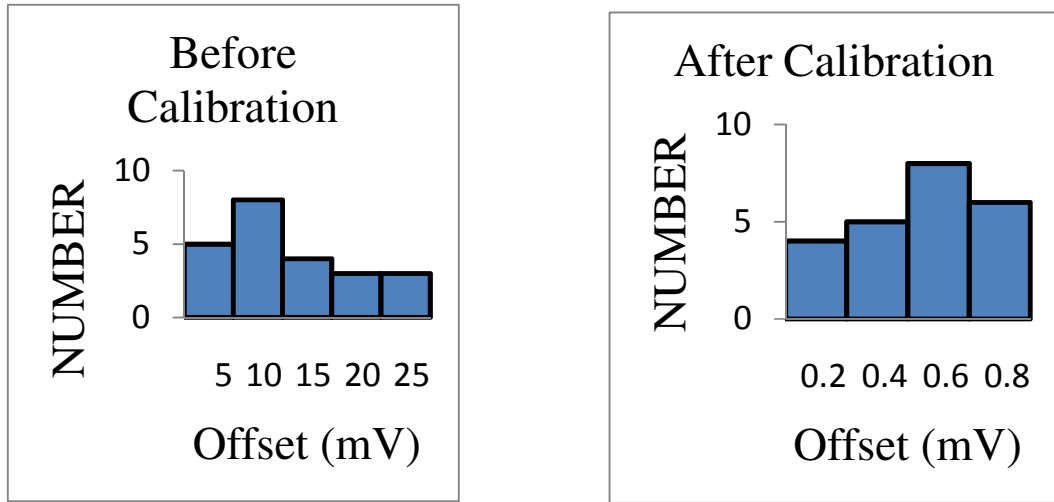 Before
Calibration
NUMBER
10
5
0
5 10 15 20 25
Offset (mV)
After Calibration
NUMBER
10
5
0
0.2 0.4 0.6 0.8
Offset (mV)